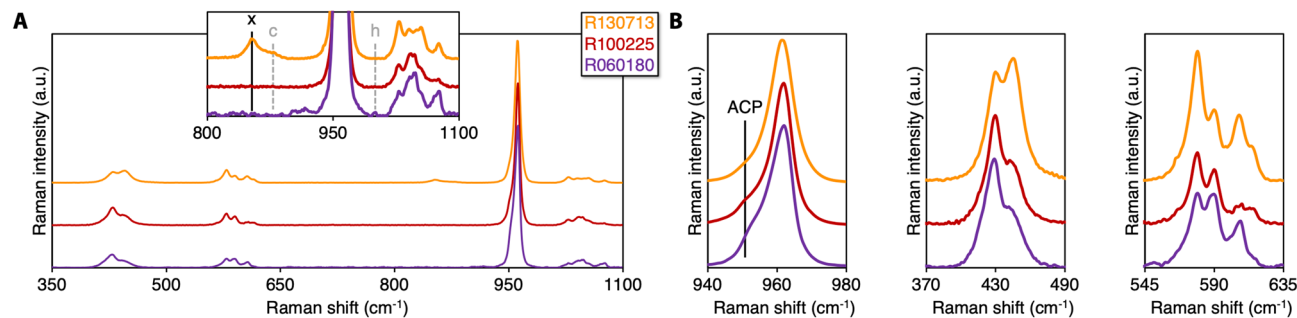 A
x
c
h
800
950
1100
R130713
R100225
R060180
Raman intensity (a.u.)
350
500
650
800
950
1100
Raman shift (cm⁻¹)
B
ACP
Raman intensity (a.u.)
940
960
980
Raman shift (cm⁻¹)
Raman intensity (a.u.)
370
430
490
Raman shift (cm⁻¹)
Raman intensity (a.u.)
545
590
635
Raman shift (cm⁻¹)